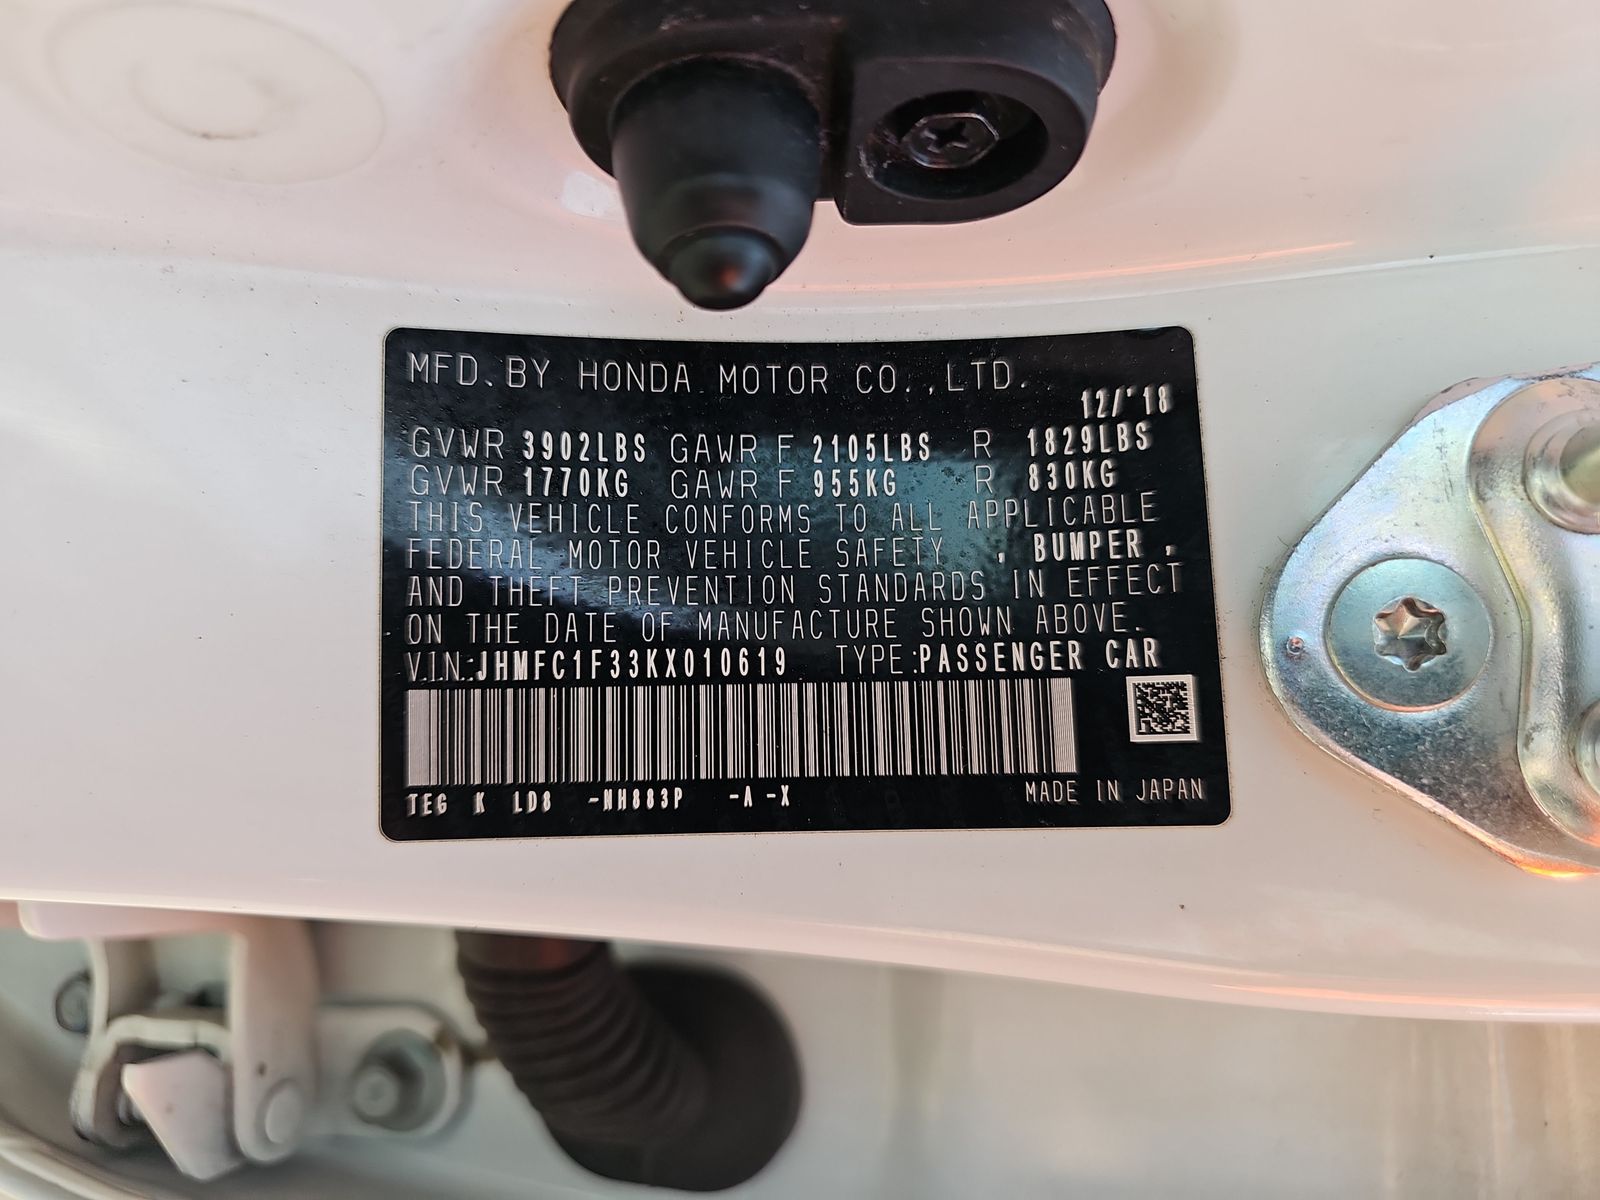 MFD. BY HONDA MOTOR CO.,LTD.
12/'18
GVWR 3902LBS GAWR F 2105LBS R 1829LBS
GVWR 1770KG GAWR F 955KG R 830KG
THIS VEHICLE CONFORMS TO ALL APPLICABLE
FEDERAL MOTOR VEHICLE SAFETY , BUMPER ,
AND THEFT PREVENTION STANDARDS IN EFFECT
ON THE DATE OF MANUFACTURE SHOWN ABOVE.
V.I.N.:JHMFC1F33KX010619 TYPE:PASSENGER CAR
TEG K LD8 -NH883P -A -X
MADE IN JAPAN